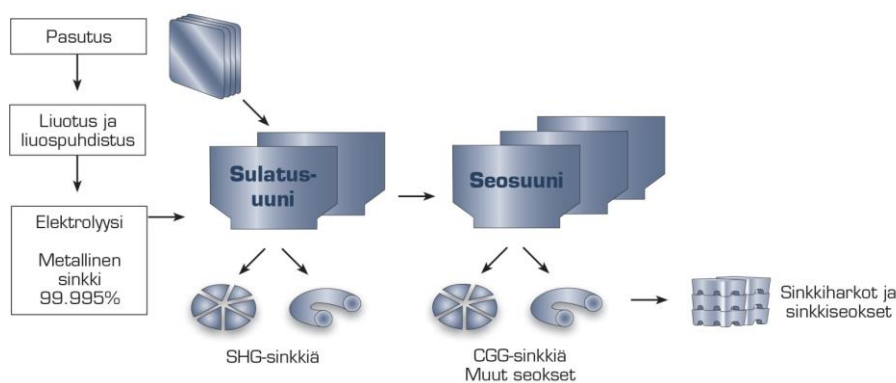 Pasutus
Liuotus ja
liuospuhdistus
Elektrolyysi
Metallinen
sinkki
99.995%
Sulatus-
uuni
Seosuuni
SHG-sinkkiä
CGG-sinkkiä
Muut seokset
Sinkkiharkot ja
sinkkiseokset